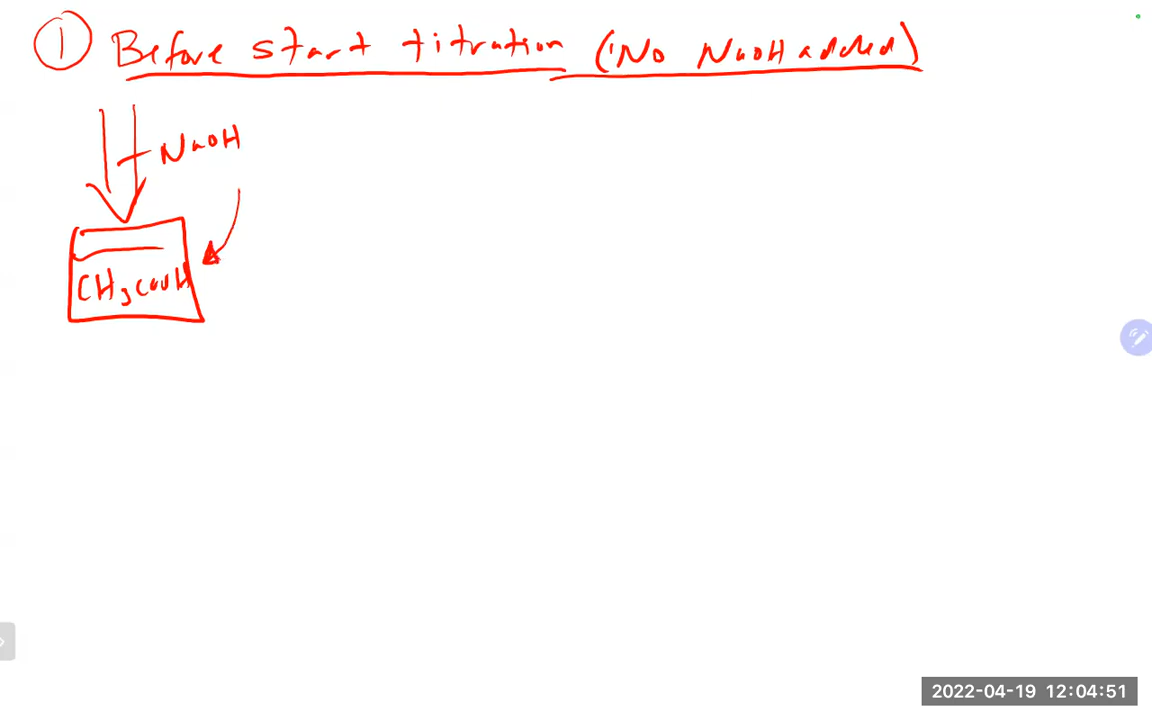 ① Before start titration (No NaOH added)
NaOH
CH3COOH
2022-04-19 12:04:51